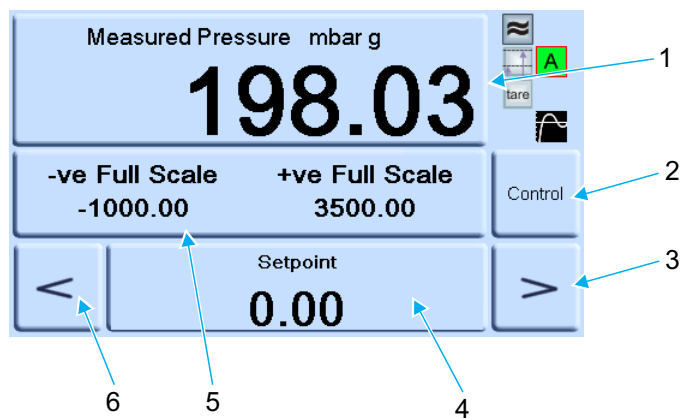 Measured Pressure mbar g
198.03
A
tare
1
-ve Full Scale +ve Full Scale
-1000.00 3500.00
Control
2
Setpoint
0.00
<
>
3
6
5
4